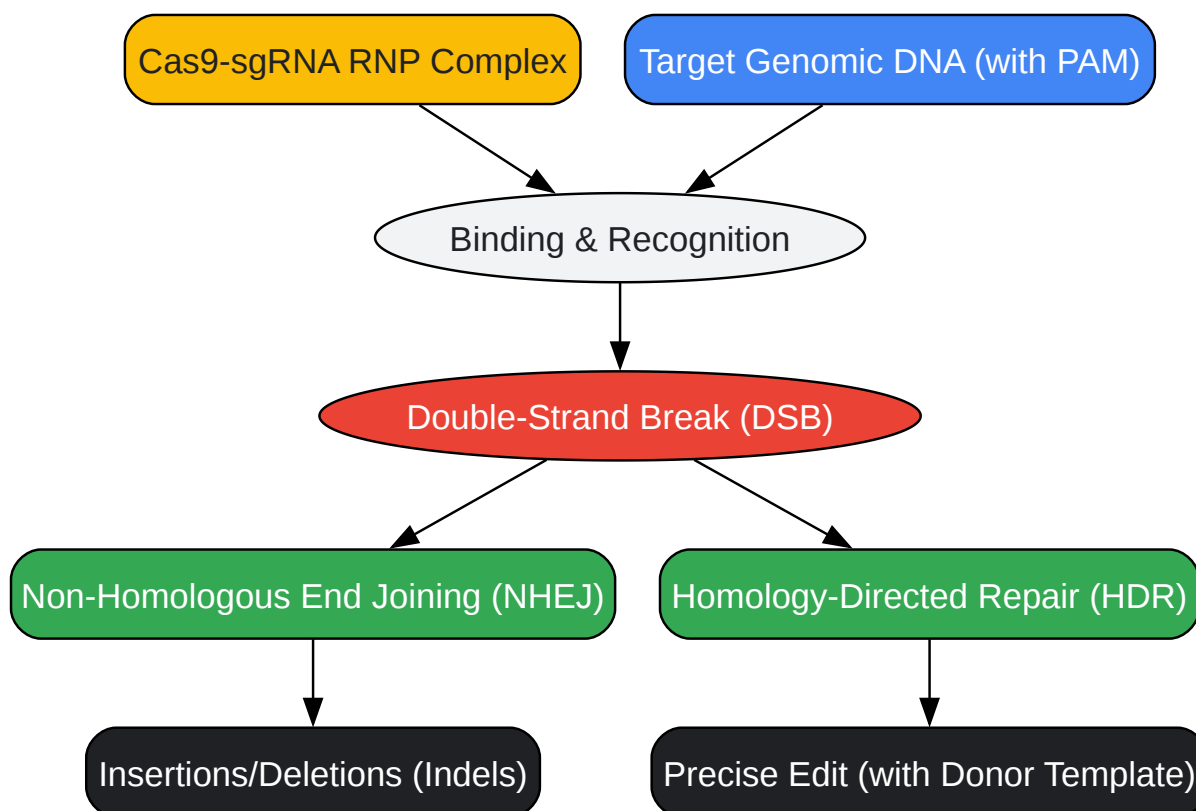 Cas9-sgRNA RNP Complex
Target Genomic DNA (with PAM)
Binding & Recognition
Double-Strand Break (DSB)
Non-Homologous End Joining (NHEJ)
Homology-Directed Repair (HDR)
Insertions/Deletions (Indels)
Precise Edit (with Donor Template)